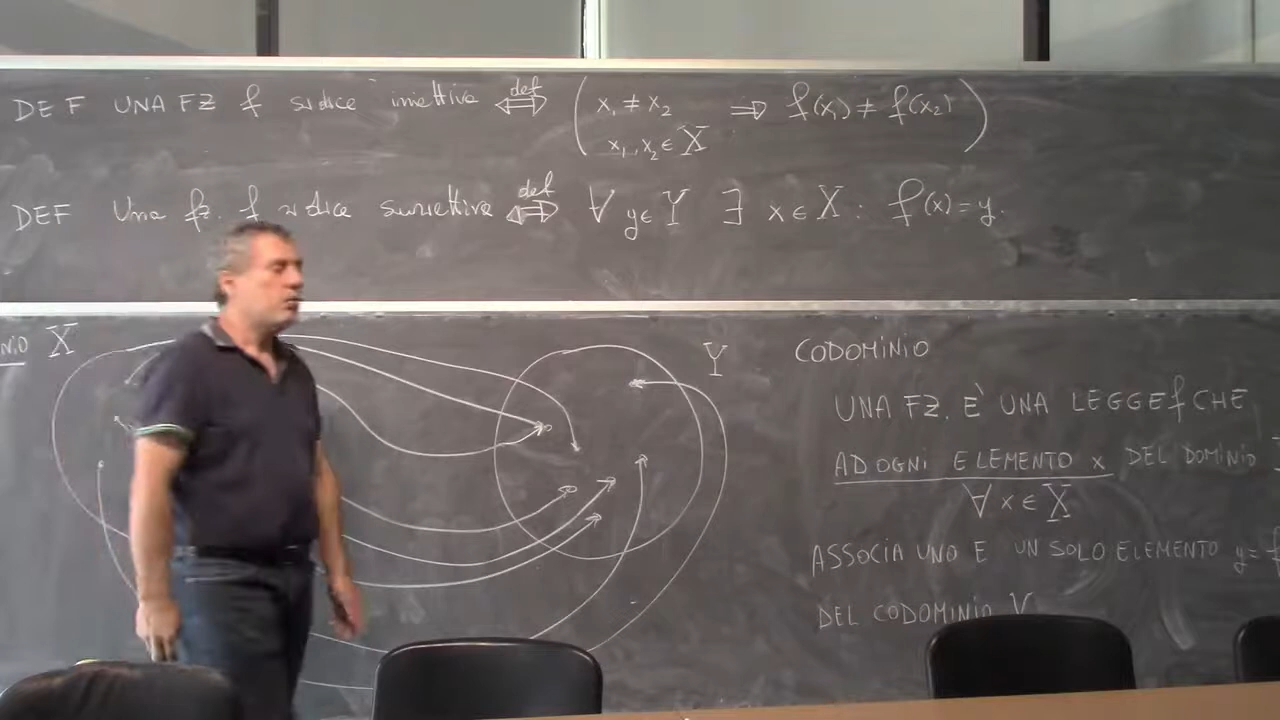 DEF UNA FZ f si dice iniettiva ⇔ def ( x₁ ≠ x₂ ⇒ f(x₁) ≠ f(x₂) )
x₁, x₂ ∈ X
DEF Una fz. f si dice suriettiva ⇔ def ∀ y ∈ Y ∃ x ∈ X : f(x) = y.
NIO X
Y CODOMINIO
UNA FZ. E' UNA LEGGE f CHE
AD OGNI ELEMENTO x DEL DOMINIO
∀ x ∈ X
ASSOCIA UNO E UN SOLO ELEMENTO y =
DEL CODOMINIO Y